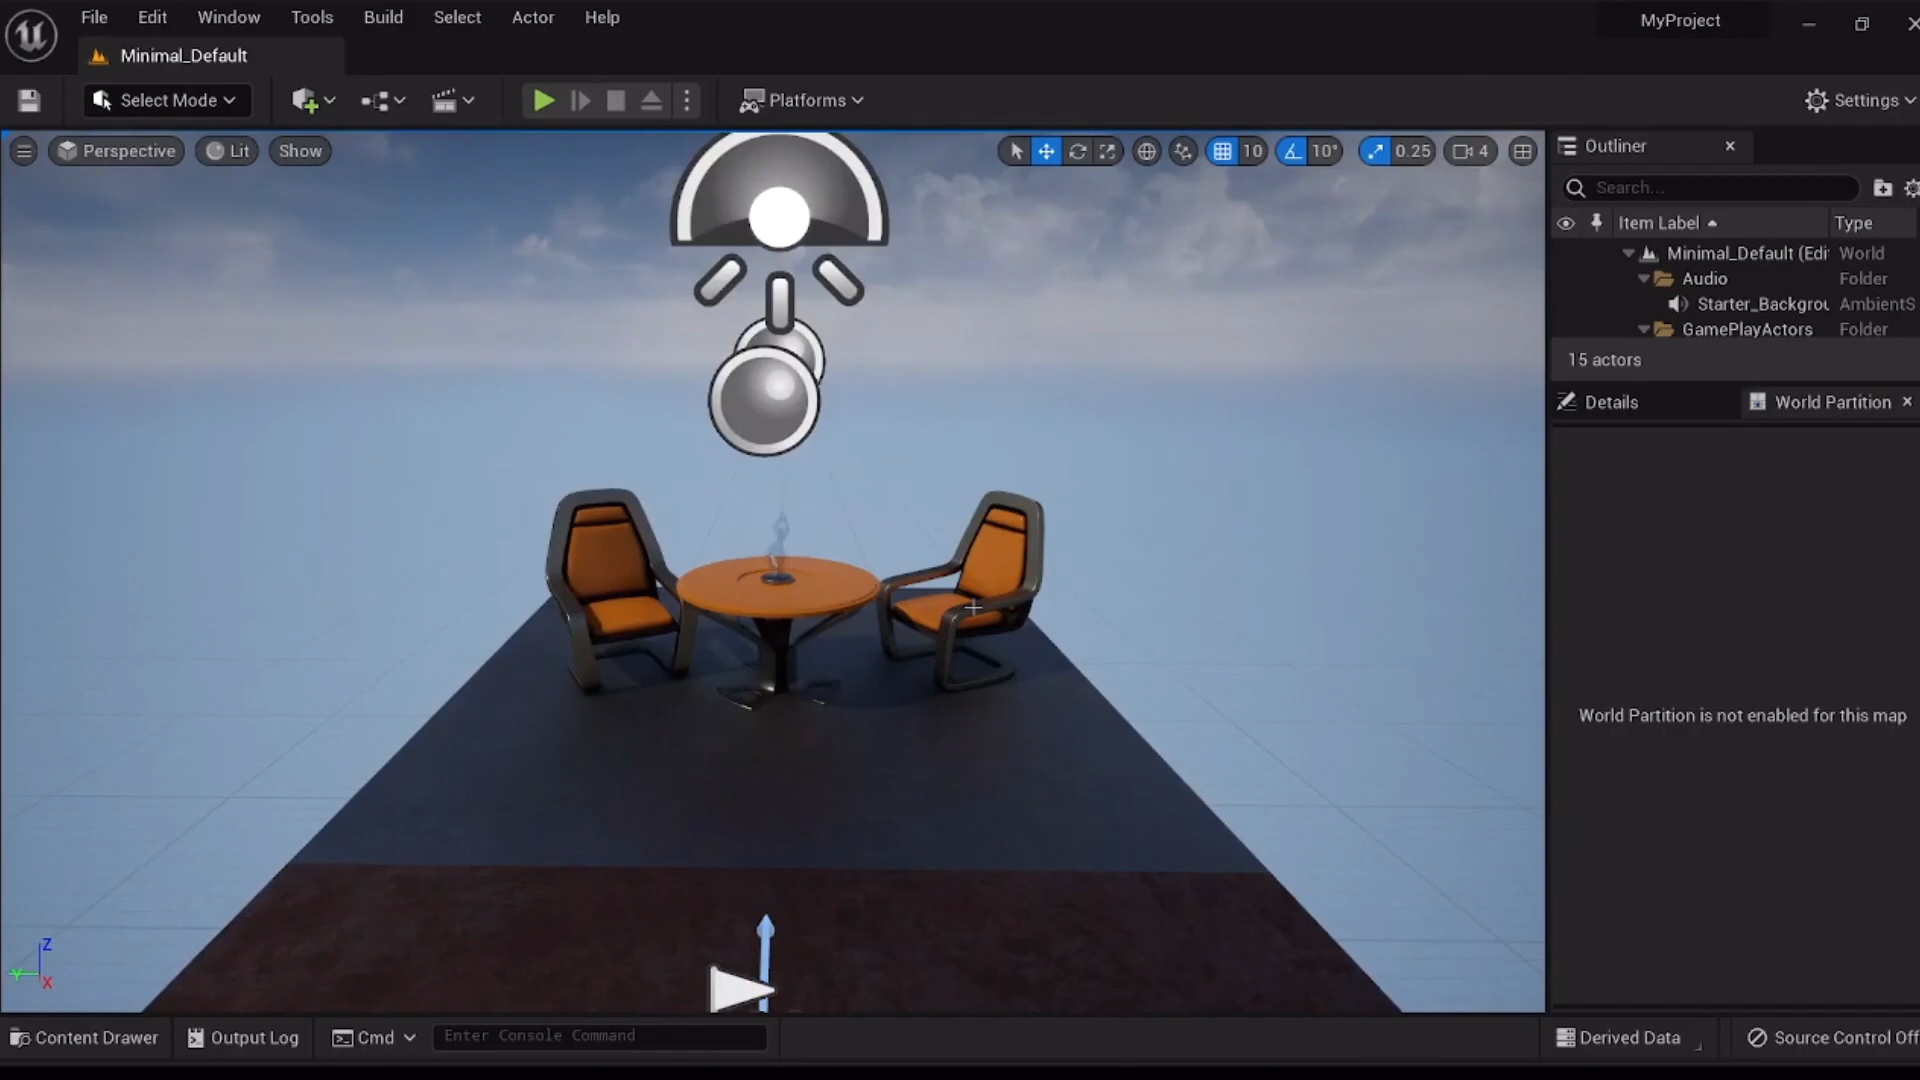 File Edit Window Tools Build Select Actor Help
MyProject
Minimal_Default
Select Mode
Platforms
Settings
Perspective Lit Show
10 10° 0.25 4
Outliner
Search...
Item Label Type
Minimal_Default (Edi World
Audio Folder
Starter_Backgrou AmbientS
GamePlayActors Folder
15 actors
Details World Partition
World Partition is not enabled for this map
Z
Y
X
Content Drawer Output Log Cmd Enter Console Command
Derived Data Source Control Off